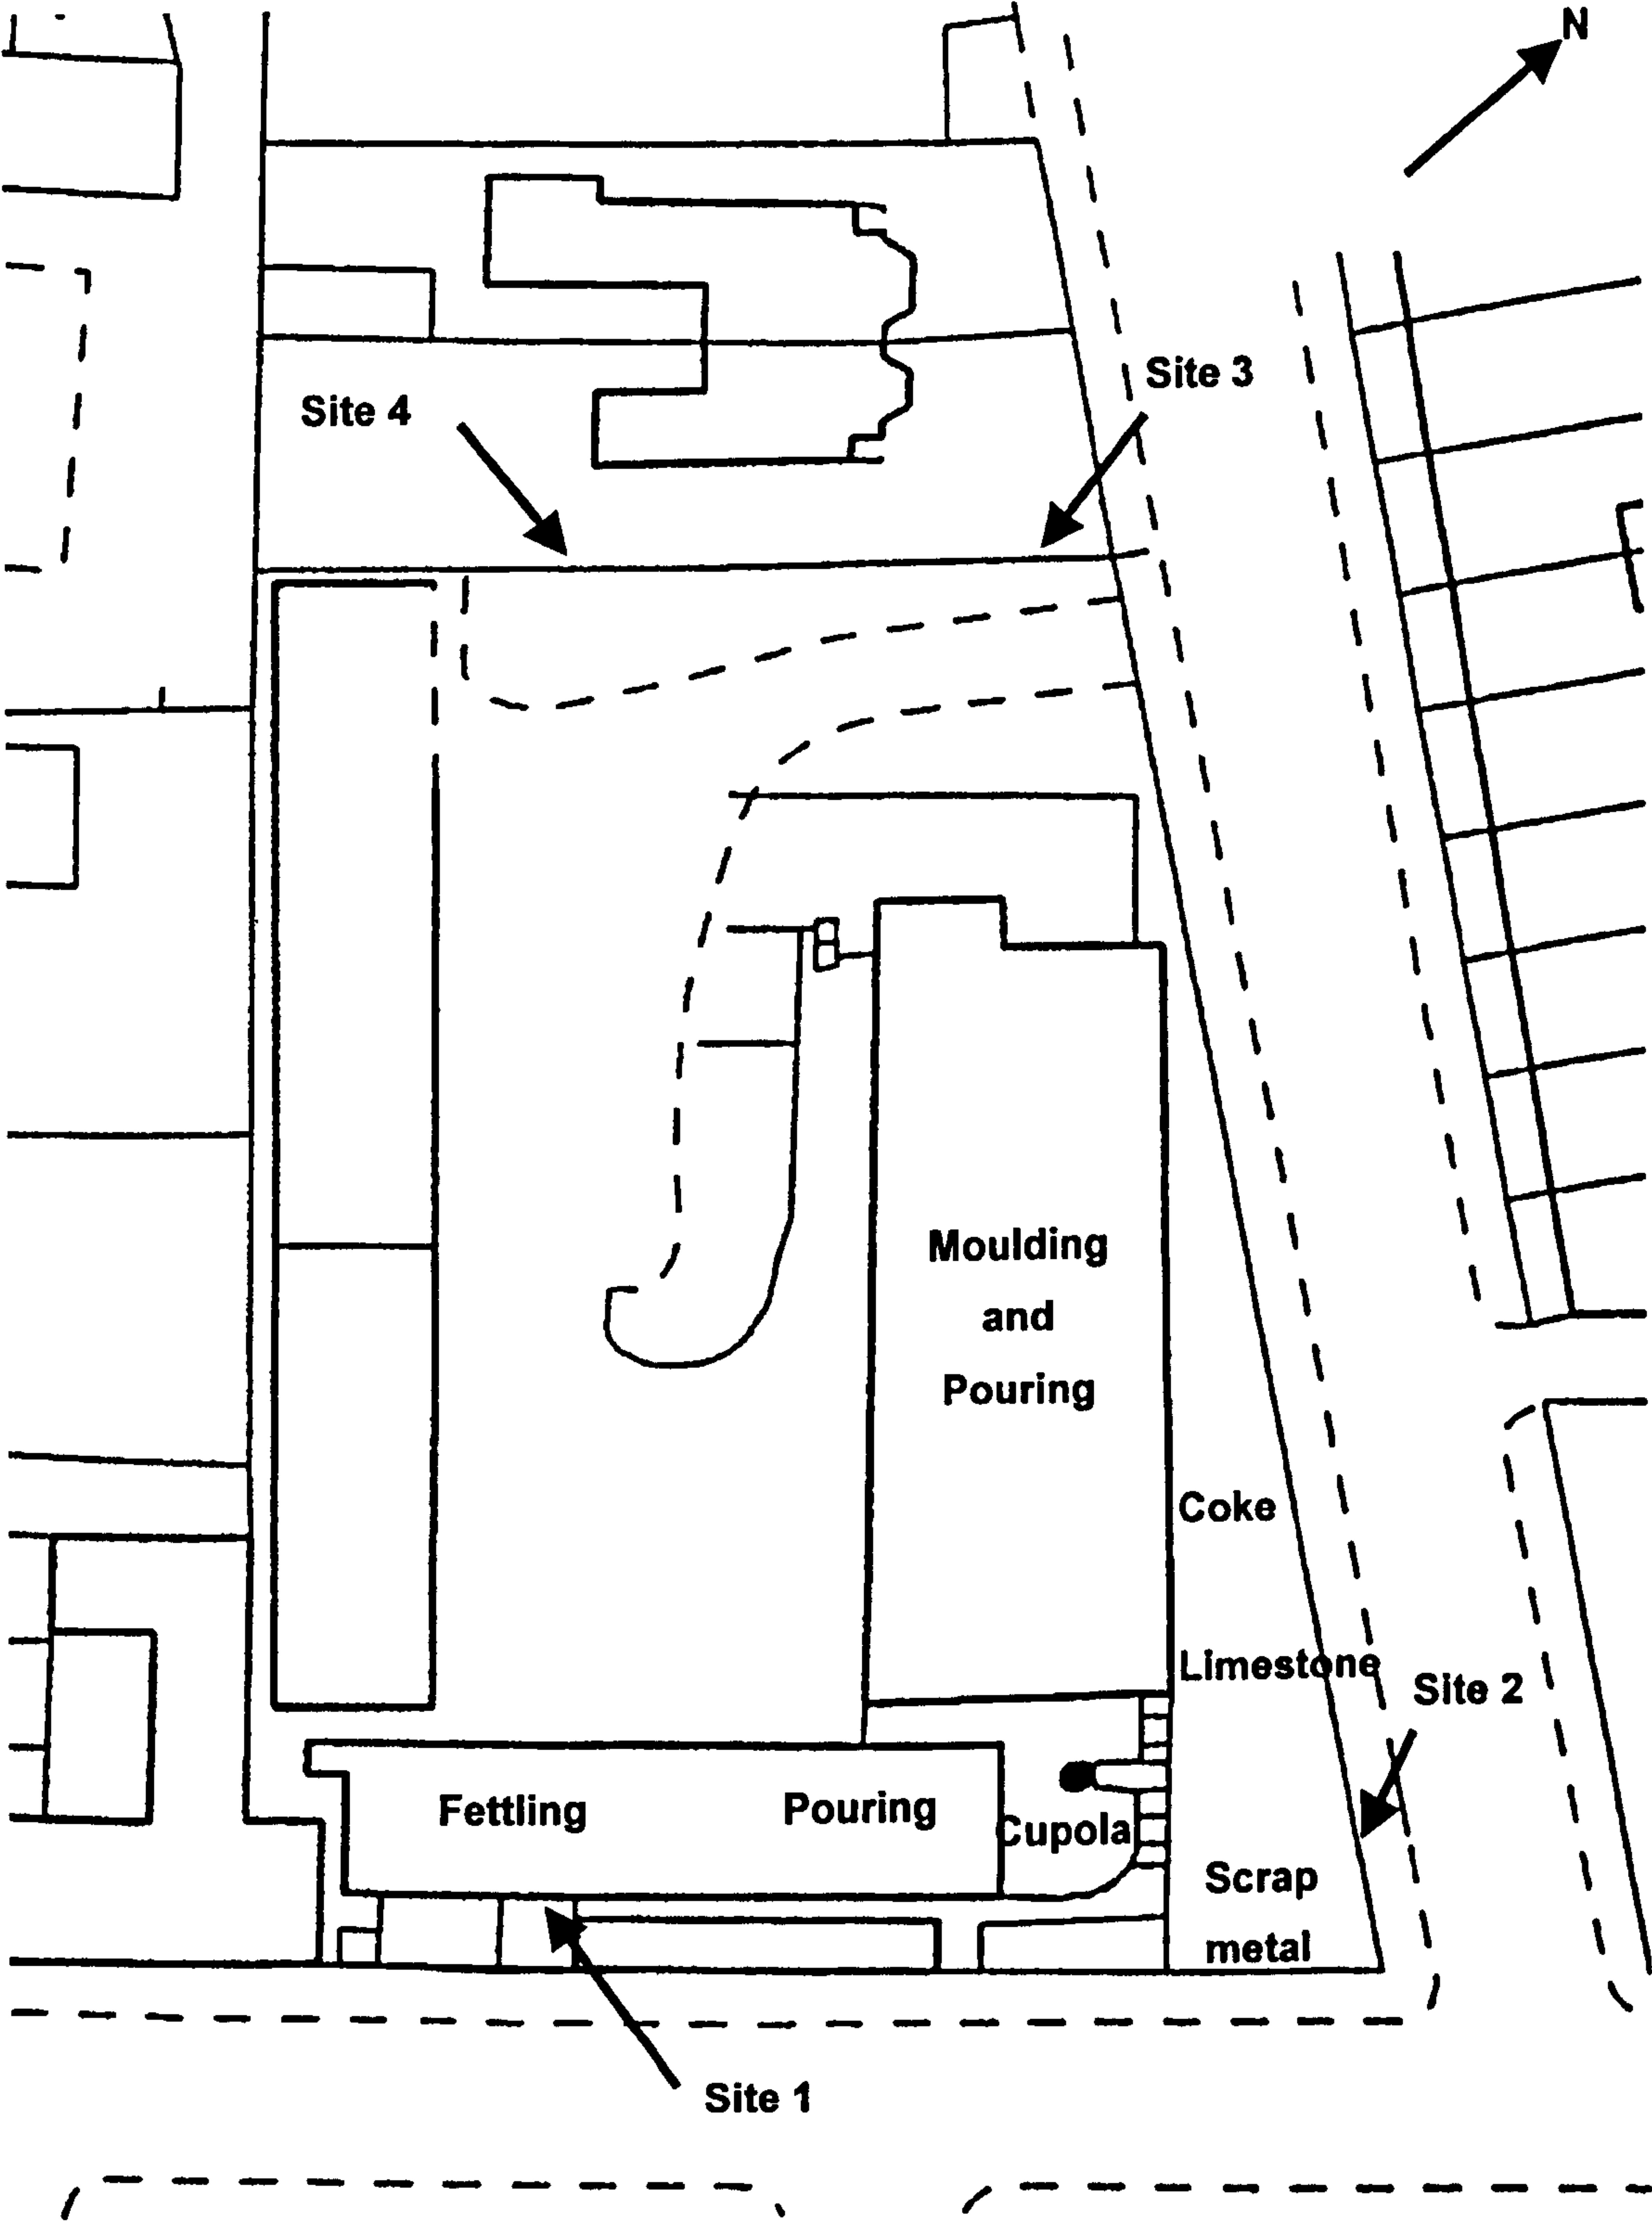 N
Site 3
Site 4
Moulding
and
Pouring
Coke
Limestone
Site 2
Fettling
Pouring
Cupola
Scrap
metal
Site 1